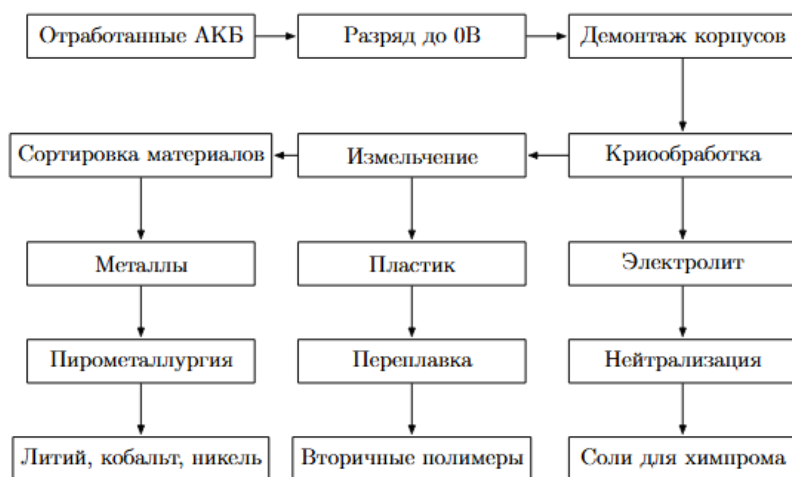 Отработанные АКБ
Разряд до 0В
Демонтаж корпусов
Сортировка материалов
Измельчение
Криообработка
Металлы
Пластик
Электролит
Пирометаллургия
Переплавка
Нейтрализация
Литий, кобальт, никель
Вторичные полимеры
Соли для химпрома